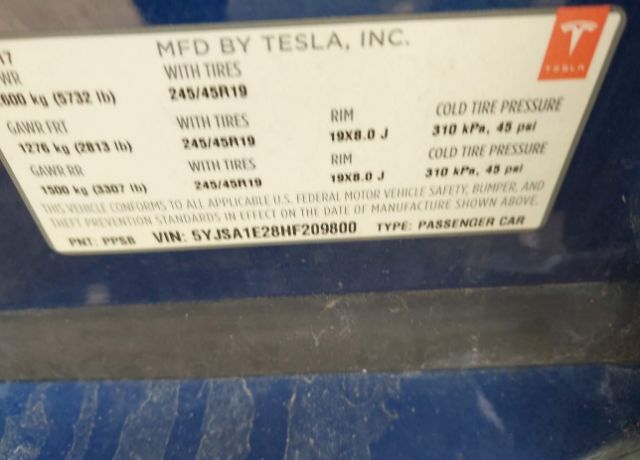 17 MFD BY TESLA, INC. TESLA
WR WITH TIRES
600 kg (5732 lb) 245/45R19
GAWR FRT WITH TIRES RIM COLD TIRE PRESSURE
1276 kg (2813 lb) 245/45R19 19X8.0 J 310 kPa, 45 psi
GAWR RR WITH TIRES RIM COLD TIRE PRESSURE
1500 kg (3307 lb) 245/45R19 19X8.0 J 310 kPa, 45 psi
THIS VEHICLE CONFORMS TO ALL APPLICABLE U.S. FEDERAL MOTOR VEHICLE SAFETY, BUMPER, AND
THEFT PREVENTION STANDARDS IN EFFECT ON THE DATE OF MANUFACTURE SHOWN ABOVE.
PNT: PPSB VIN: 5YJSA1E28HF209800 TYPE: PASSENGER CAR